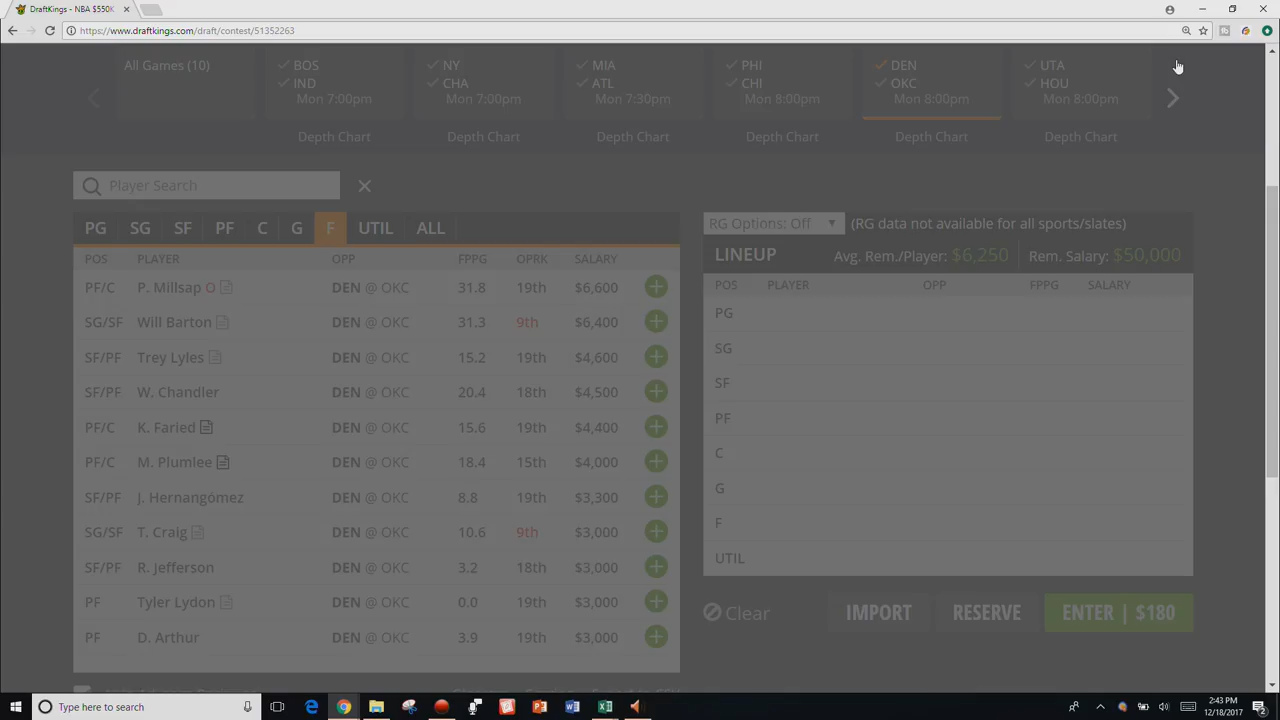 DraftKings - NBA $550K
https://www.draftkings.com/draft/contest/51352263
All Games (10)
BOS
IND
Mon 7:00pm
NY
CHA
Mon 7:00pm
MIA
ATL
Mon 7:30pm
PHI
CHI
Mon 8:00pm
DEN
OKC
Mon 8:00pm
UTA
HOU
Mon 8:00pm
Depth Chart Depth Chart Depth Chart Depth Chart Depth Chart Depth Chart
Player Search
PG SG SF PF C G F UTIL ALL
POS PLAYER OPP FPPG OPRK SALARY
PF/C P. Millsap O DEN @ OKC 31.8 19th $6,600
SG/SF Will Barton DEN @ OKC 31.3 9th $6,400
SF/PF Trey Lyles DEN @ OKC 15.2 19th $4,600
SF/PF W. Chandler DEN @ OKC 20.4 18th $4,500
PF/C K. Faried DEN @ OKC 15.6 19th $4,400
PF/C M. Plumlee DEN @ OKC 18.4 15th $4,000
SF/PF J. Hernangómez DEN @ OKC 8.8 19th $3,300
SG/SF T. Craig DEN @ OKC 10.6 9th $3,000
SF/PF R. Jefferson DEN @ OKC 3.2 18th $3,000
PF Tyler Lydon DEN @ OKC 0.0 19th $3,000
PF D. Arthur DEN @ OKC 3.9 19th $3,000
RG Options: Off (RG data not available for all sports/slates)
LINEUP Avg. Rem./Player: $6,250 Rem. Salary: $50,000
POS PLAYER OPP FPPG SALARY
PG
SG
SF
PF
C
G
F
UTIL
Clear IMPORT RESERVE ENTER | $180
Type here to search
2:43 PM
12/18/2017